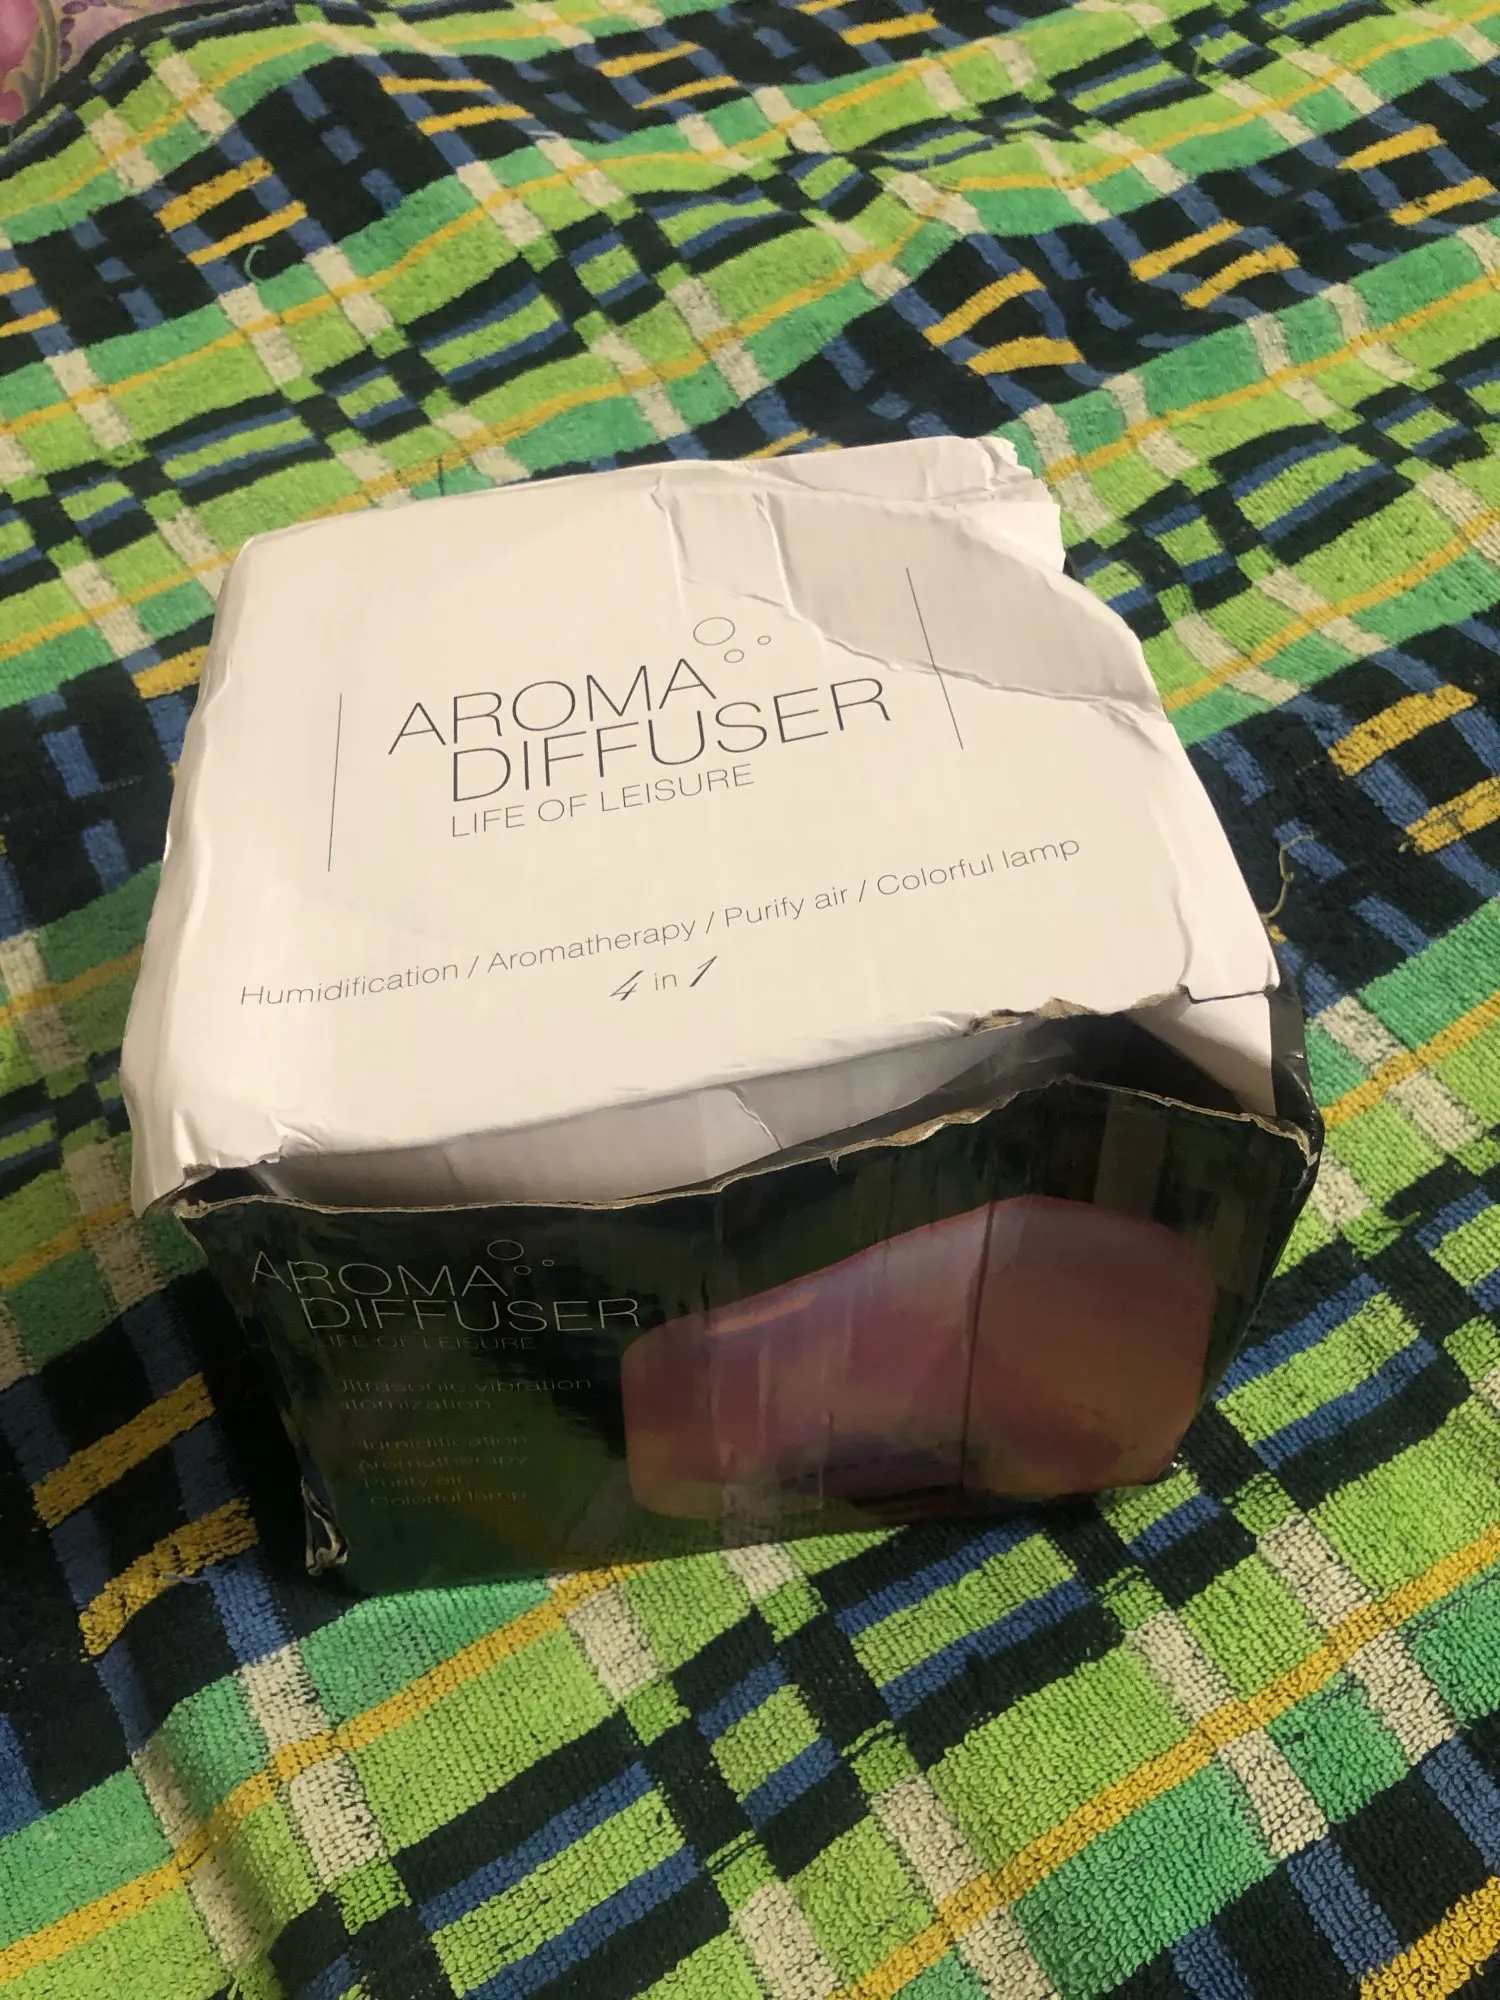 AROMA
DIFFUSER
LIFE OF LEISURE
Humidification / Aromatherapy / Purify air / Colorful lamp
4 in 1
AROMA
DIFFUSER
LIFE OF LEISURE
Ultrasonic vibration
atomization
Humidification
Aromatherapy
Purify air
Colorful lamp